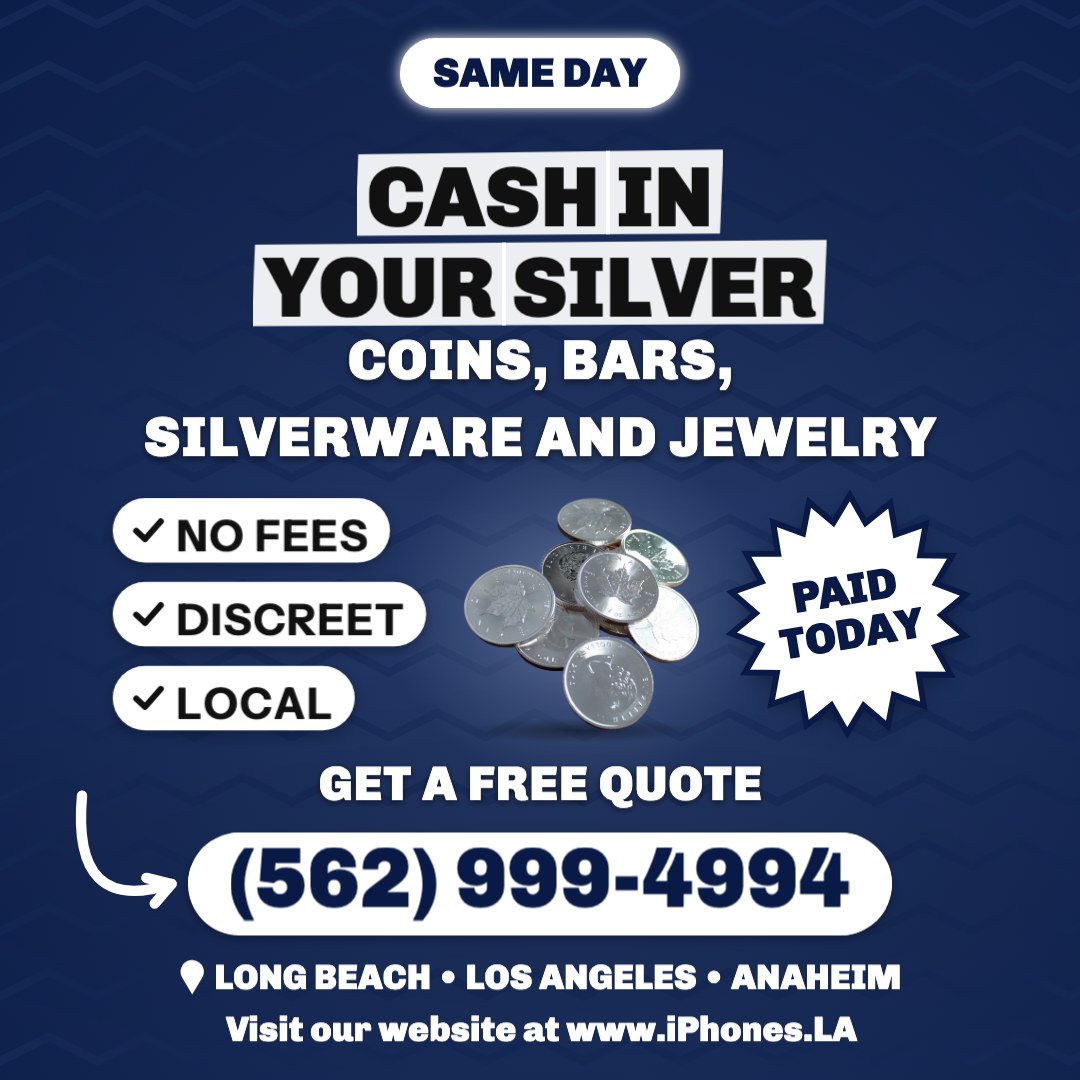 SAME DAY
CASH IN
YOUR SILVER
COINS, BARS,
SILVERWARE AND JEWELRY
NO FEES
DISCREET
LOCAL
PAID
TODAY
GET A FREE QUOTE
(562) 999-4994
LONG BEACH • LOS ANGELES • ANAHEIM
Visit our website at www.iPhones.LA